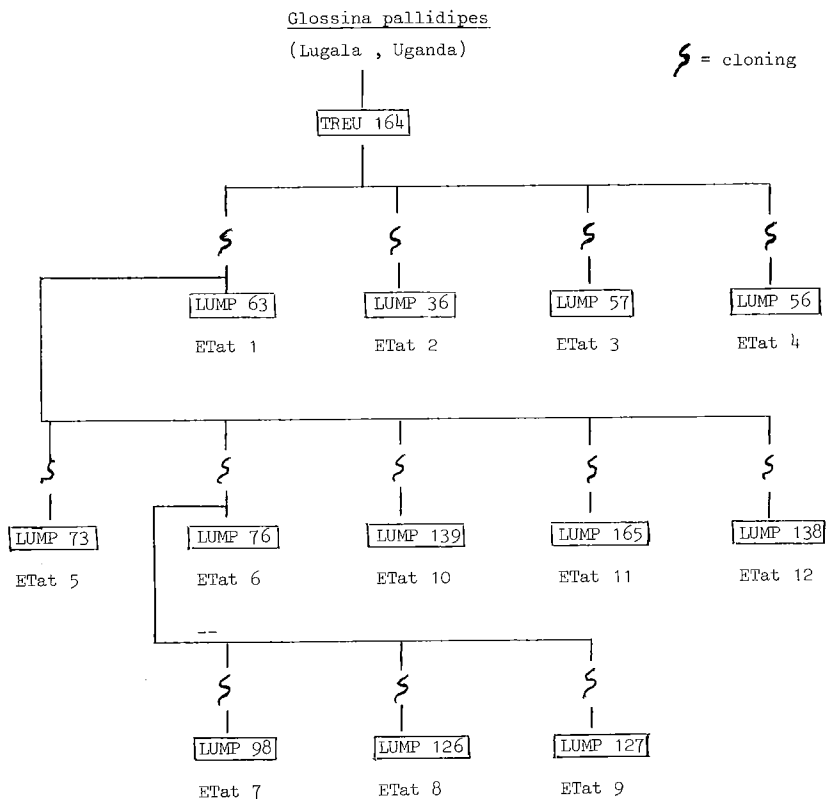 Glossina pallidipes
(Lugala , Uganda)
= cloning
TREU 164
LUMP 63 LUMP 36 LUMP 57 LUMP 56
ETat 1 ETat 2 ETat 3 ETat 4
LUMP 73 LUMP 76 LUMP 139 LUMP 165 LUMP 138
ETat 5 ETat 6 ETat 10 ETat 11 ETat 12
LUMP 98 LUMP 126 LUMP 127
ETat 7 ETat 8 ETat 9